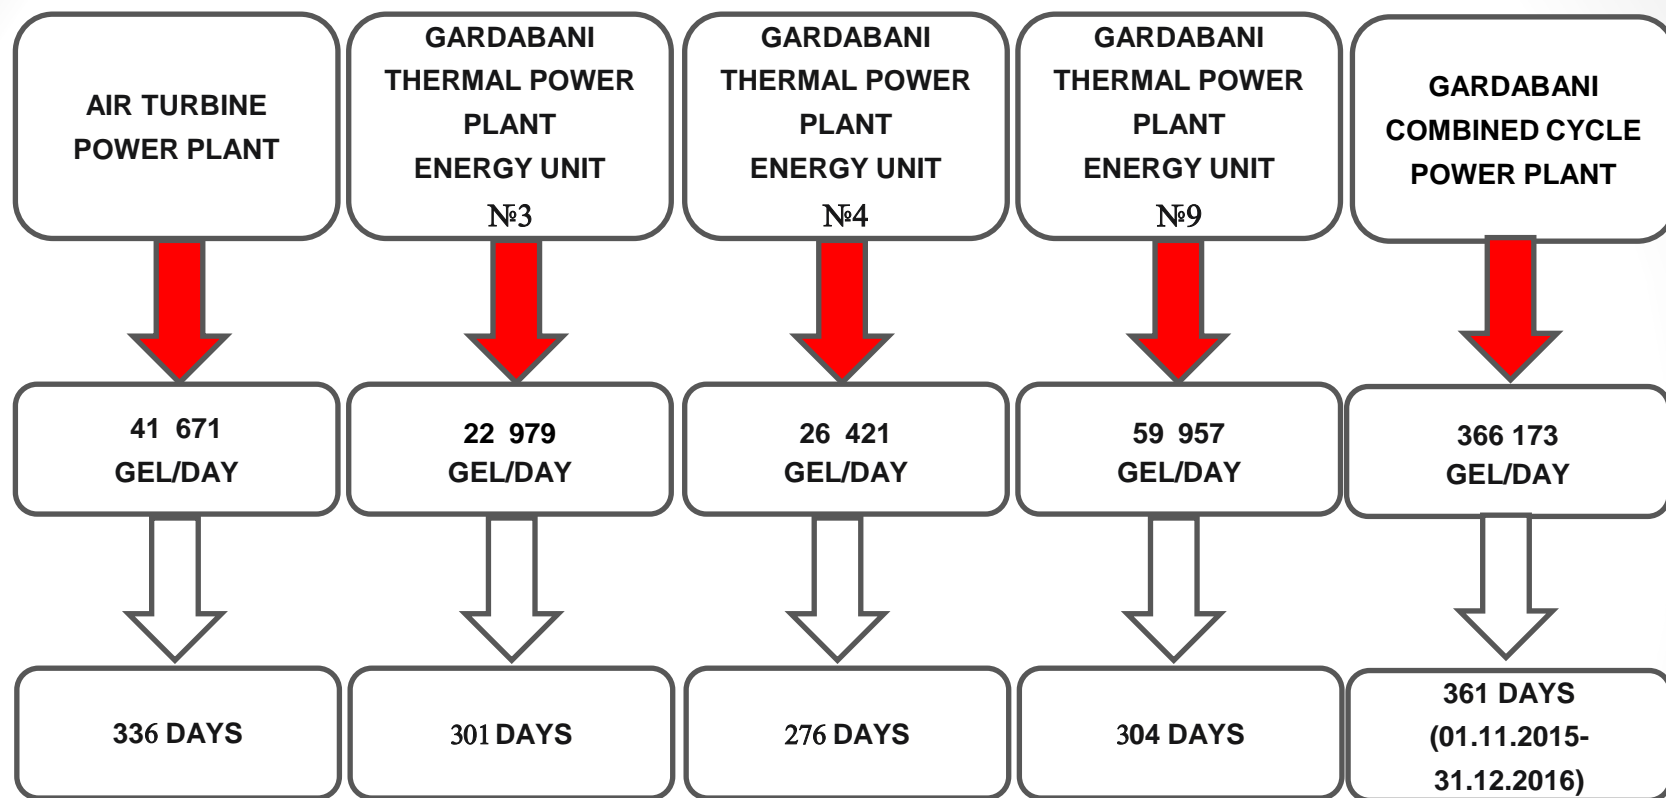 AIR TURBINE
POWER PLANT
GARDABANI
THERMAL POWER
PLANT
ENERGY UNIT
№3
GARDABANI
THERMAL POWER
PLANT
ENERGY UNIT
№4
GARDABANI
THERMAL POWER
PLANT
ENERGY UNIT
№9
GARDABANI
COMBINED CYCLE
POWER PLANT
41 671
GEL/DAY
22 979
GEL/DAY
26 421
GEL/DAY
59 957
GEL/DAY
366 173
GEL/DAY
336 DAYS
301 DAYS
276 DAYS
304 DAYS
361 DAYS
(01.11.2015-
31.12.2016)